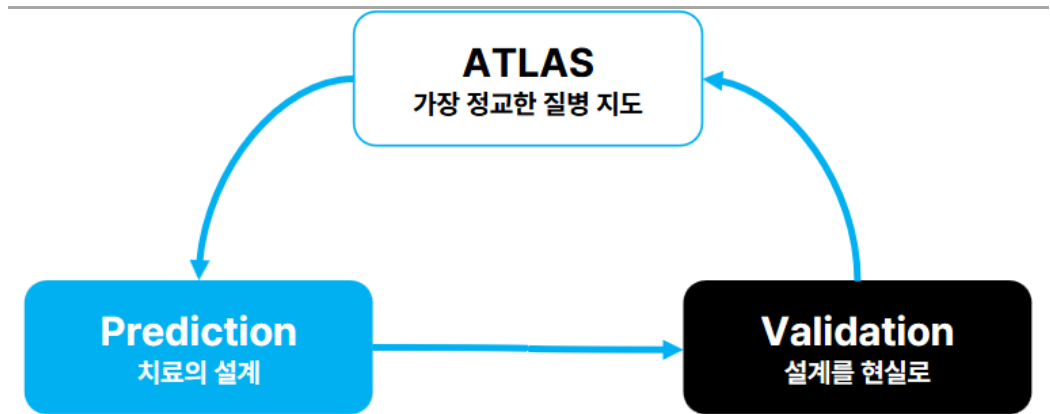 ATLAS
가장 정교한 질병 지도
Prediction
치료의 설계
Validation
설계를 현실로